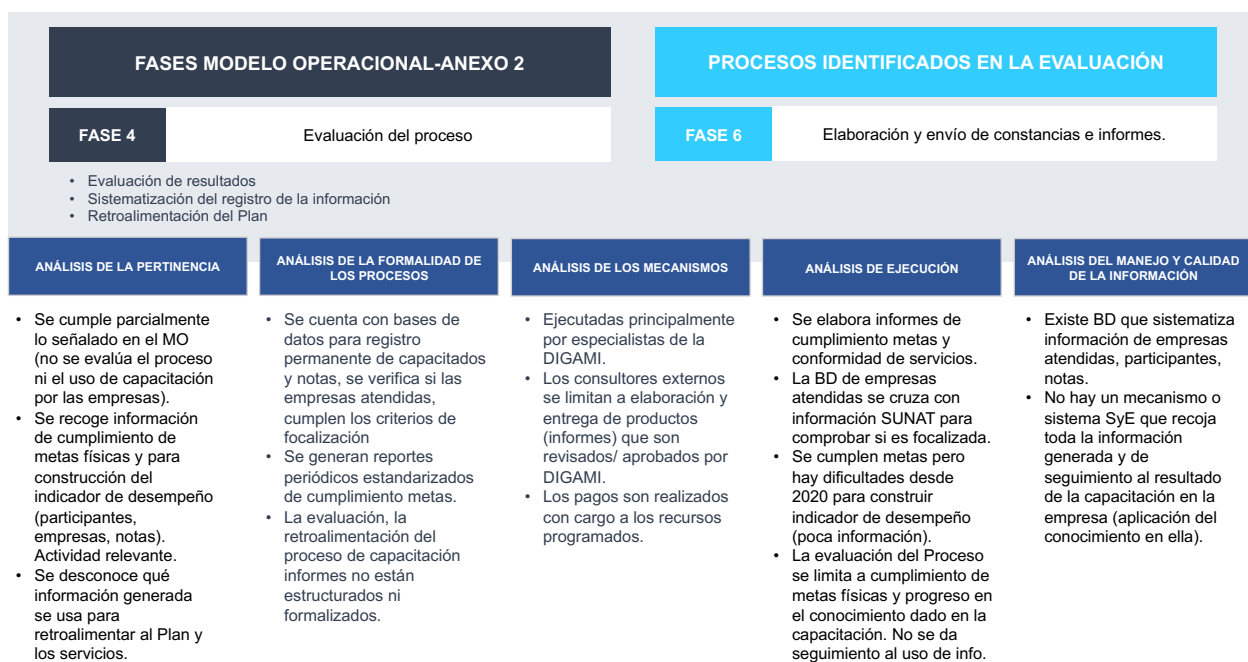 FASES MODELO OPERACIONAL-ANEXO 2
PROCESOS IDENTIFICADOS EN LA EVALUACIÓN
FASE 4
Evaluación del proceso
FASE 6
Elaboración y envío de constancias e informes.
• Evaluación de resultados
• Sistematización del registro de la información
• Retroalimentación del Plan
ANÁLISIS DE LA PERTINENCIA
• Se cumple parcialmente
lo señalado en el MO
(no se evalúa el proceso
ni el uso de capacitación
por las empresas).
• Se recoge información
de cumplimiento de
metas físicas y para
construcción del
indicador de desempeño
(participantes,
empresas, notas).
Actividad relevante.
• Se desconoce qué
información generada
se usa para
retroalimentar al Plan y
los servicios.
ANÁLISIS DE LA FORMALIDAD DE
LOS PROCESOS
• Se cuenta con bases de
datos para registro
permanente de capacitados
y notas, se verifica si las
empresas atendidas,
cumplen los criterios de
focalización
• Se generan reportes
periódicos estandarizados
de cumplimiento metas.
• La evaluación, la
retroalimentación del
proceso de capacitación
informes no están
estructurados ni
formalizados.
ANÁLISIS DE LOS MECANISMOS
• Ejecutadas principalmente
por especialistas de la
DIGAMI.
• Los consultores externos
se limitan a elaboración y
entrega de productos
(informes) que son
revisados/ aprobados por
DIGAMI.
• Los pagos son realizados
con cargo a los recursos
programados.
ANÁLISIS DE EJECUCIÓN
• Se elabora informes de
cumplimiento metas y
conformidad de servicios.
• La BD de empresas
atendidas se cruza con
información SUNAT para
comprobar si es focalizada.
• Se cumplen metas pero
hay dificultades desde
2020 para construir
indicador de desempeño
(poca información).
• La evaluación del Proceso
se limita a cumplimiento de
metas físicas y progreso en
el conocimiento dado en la
capacitación. No se da
seguimiento al uso de info.
ANÁLISIS DEL MANEJO Y CALIDAD
DE LA INFORMACIÓN
• Existe BD que sistematiza
información de empresas
atendidas, participantes,
notas.
• No hay un mecanismo o
sistema SyE que recoja
toda la información
generada y de
seguimiento al resultado
de la capacitación en la
empresa (aplicación del
conocimiento en ella).